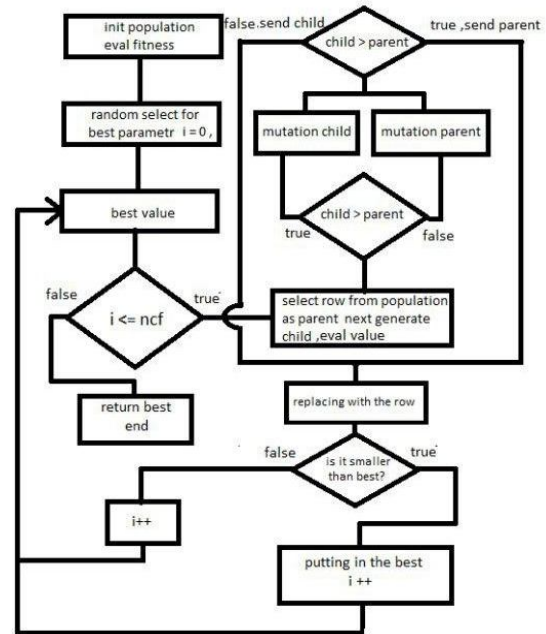 init population
eval fitness
random select for
best parametr i = 0 ,
best value
i <= ncf
false
true
return best
end
false.send child
true ,send parent
child > parent
mutation child
mutation parent
child > parent
true
false
select row from population
as parent next generate
child ,eval value
replacing with the row
is it smaller
than best?
false
true
i++
putting in the best
i ++